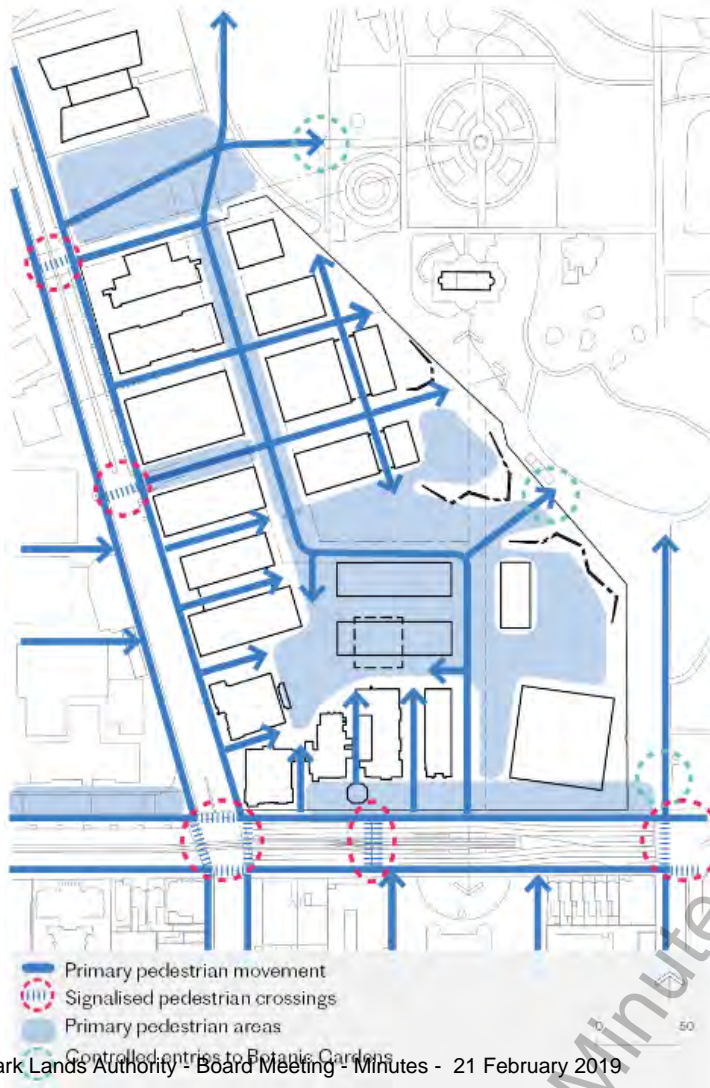 Primary pedestrian movement
Signalised pedestrian crossings
Primary pedestrian areas
Controlled entries to Botanic Gardens
50
ark Lands Authority - Board Meeting - Minutes - 21 February 2019
Minute